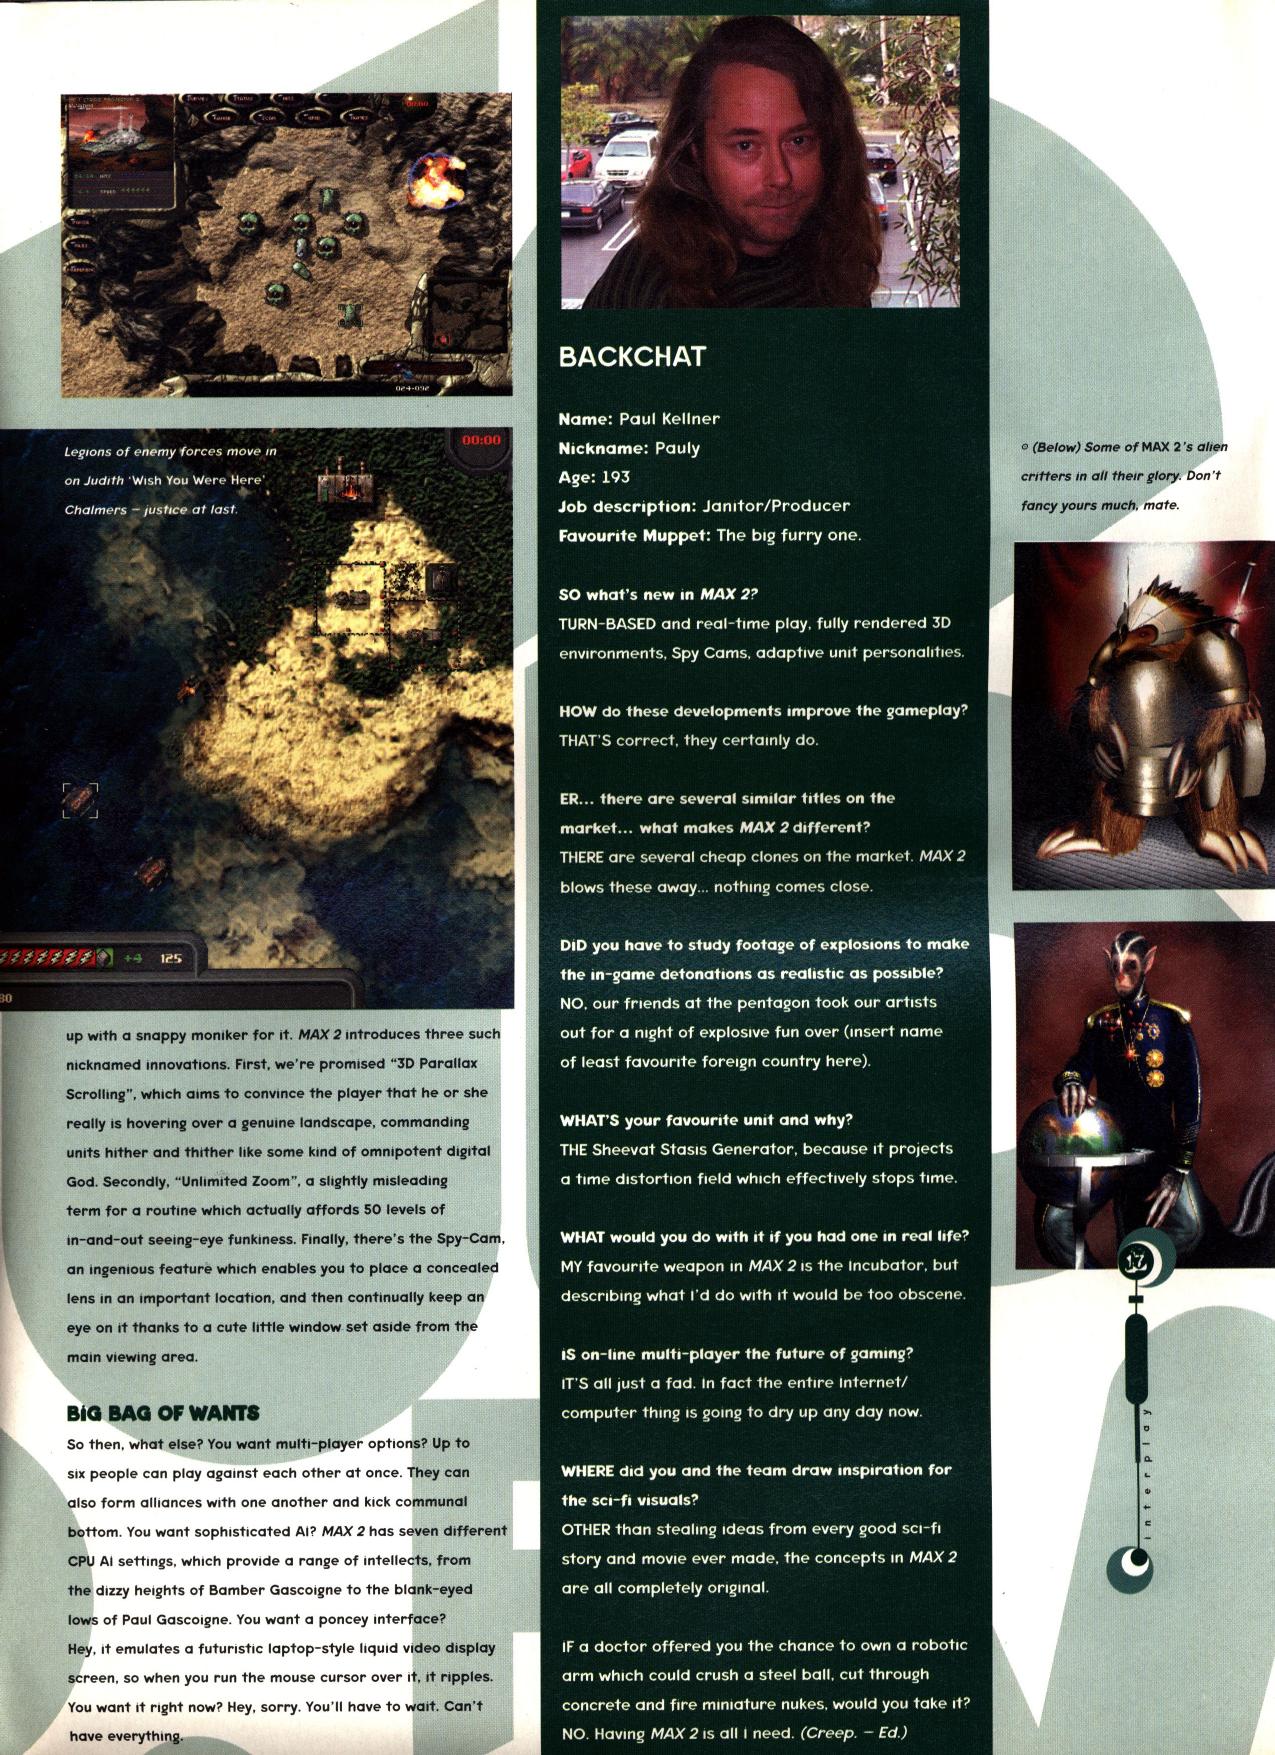 00:00
024-092
Legions of enemy forces move in
on Judith 'Wish You Were Here'
Chalmers – justice at last.
00:00
+4 125
80
up with a snappy moniker for it. MAX 2 introduces three such
nicknamed innovations. First, we're promised "3D Parallax
Scrolling", which aims to convince the player that he or she
really is hovering over a genuine landscape, commanding
units hither and thither like some kind of omnipotent digital
God. Secondly, "Unlimited Zoom", a slightly misleading
term for a routine which actually affords 50 levels of
in-and-out seeing-eye funkiness. Finally, there's the Spy-Cam,
an ingenious feature which enables you to place a concealed
lens in an important location, and then continually keep an
eye on it thanks to a cute little window set aside from the
main viewing area.
BIG BAG OF WANTS
So then, what else? You want multi-player options? Up to
six people can play against each other at once. They can
also form alliances with one another and kick communal
bottom. You want sophisticated AI? MAX 2 has seven different
CPU AI settings, which provide a range of intellects, from
the dizzy heights of Bamber Gascoigne to the blank-eyed
lows of Paul Gascoigne. You want a poncey interface?
Hey, it emulates a futuristic laptop-style liquid video display
screen, so when you run the mouse cursor over it, it ripples.
You want it right now? Hey, sorry. You'll have to wait. Can't
have everything.
BACKCHAT
Name: Paul Kellner
Nickname: Pauly
Age: 193
Job description: Janitor/Producer
Favourite Muppet: The big furry one.
SO what's new in MAX 2?
TURN-BASED and real-time play, fully rendered 3D
environments, Spy Cams, adaptive unit personalities.
HOW do these developments improve the gameplay?
THAT'S correct, they certainly do.
ER... there are several similar titles on the
market... what makes MAX 2 different?
THERE are several cheap clones on the market. MAX 2
blows these away... nothing comes close.
DID you have to study footage of explosions to make
the in-game detonations as realistic as possible?
NO, our friends at the pentagon took our artists
out for a night of explosive fun over (insert name
of least favourite foreign country here).
WHAT'S your favourite unit and why?
THE Sheevat Stasis Generator, because it projects
a time distortion field which effectively stops time.
WHAT would you do with it if you had one in real life?
MY favourite weapon in MAX 2 is the Incubator, but
describing what I'd do with it would be too obscene.
IS on-line multi-player the future of gaming?
IT'S all just a fad. In fact the entire Internet/
computer thing is going to dry up any day now.
WHERE did you and the team draw inspiration for
the sci-fi visuals?
OTHER than stealing ideas from every good sci-fi
story and movie ever made, the concepts in MAX 2
are all completely original.
IF a doctor offered you the chance to own a robotic
arm which could crush a steel ball, cut through
concrete and fire miniature nukes, would you take it?
NO. Having MAX 2 is all I need. (Creep. – Ed.)
(Below) Some of MAX 2's alien
critters in all their glory. Don't
fancy yours much, mate.
17
interplay